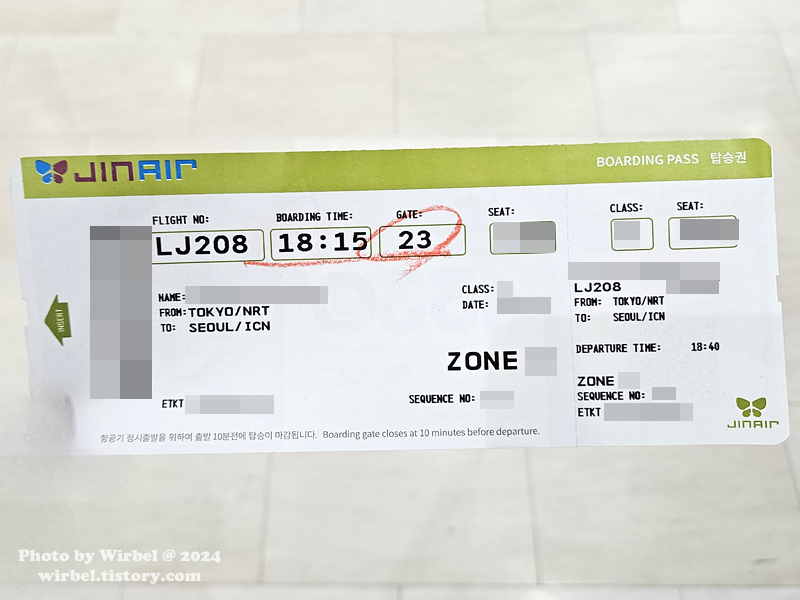 JINAIR
BOARDING PASS 탑승권
FLIGHT NO: BOARDING TIME: GATE: SEAT:
LJ208 18:15 23
NAME:
FROM:TOKYO/NRT
TO: SEOUL/ICN
CLASS:
DATE:
ZONE
ETKT
SEQUENCE NO:
INSERT
항공기 정시출발을 위하여 출발 10분전에 탑승이 마감됩니다. Boarding gate closes at 10 minutes before departure.
CLASS: SEAT:
LJ208
FROM: TOKYO/NRT
TO: SEOUL/ICN
DEPARTURE TIME: 18:40
ZONE
SEQUENCE NO:
ETKT
JINAIR
Photo by Wirbel @ 2024
wirbel.tistory.com